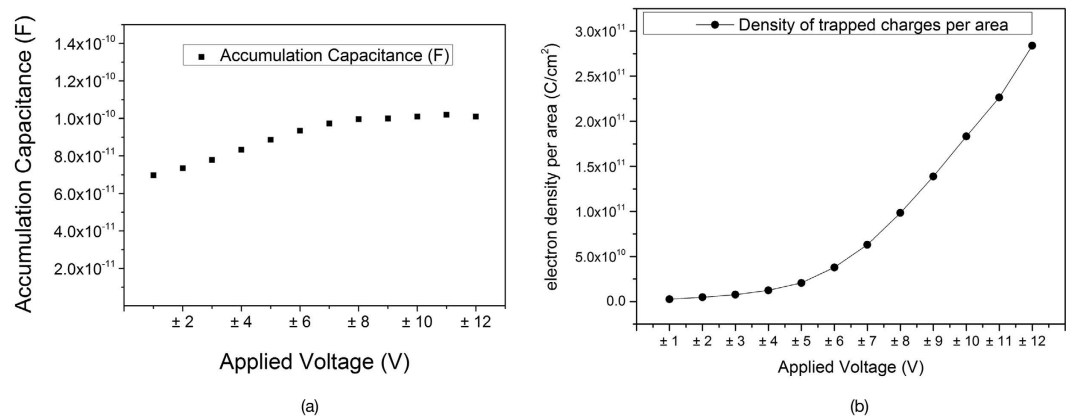 Accumulation Capacitance (F)
1.4x10⁻¹⁰
1.2x10⁻¹⁰
1.0x10⁻¹⁰
8.0x10⁻¹¹
6.0x10⁻¹¹
4.0x10⁻¹¹
2.0x10⁻¹¹
Accumulation Capacitance (F)
± 2 ± 4 ± 6 ± 8 ± 10 ± 12
Applied Voltage (V)
(a)
electron density per area (C/cm²)
3.0x10¹¹
2.5x10¹¹
2.0x10¹¹
1.5x10¹¹
1.0x10¹¹
5.0x10¹⁰
0.0
Density of trapped charges per area
± 1 ± 2 ± 3 ± 4 ± 5 ± 6 ± 7 ± 8 ± 9 ± 10 ± 11 ± 12
Applied Voltage (V)
(b)